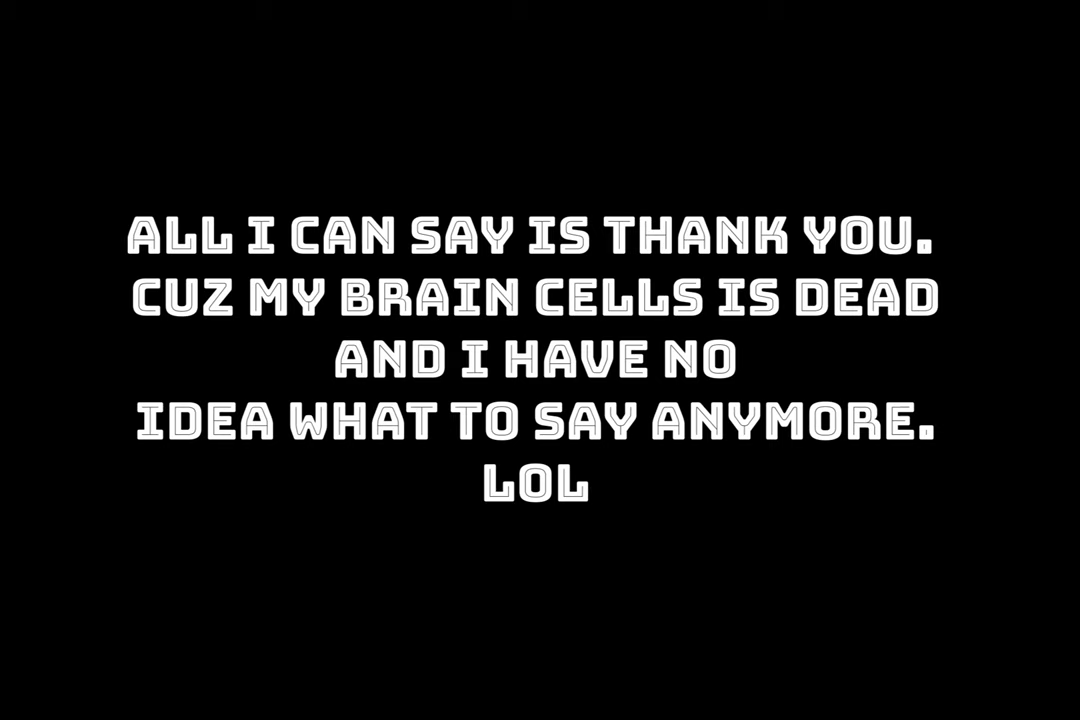 ALL I CAN SAY IS THANK YOU.
CUZ MY BRAIN CELLS IS DEAD
AND I HAVE NO
IDEA WHAT TO SAY ANYMORE.
LOL